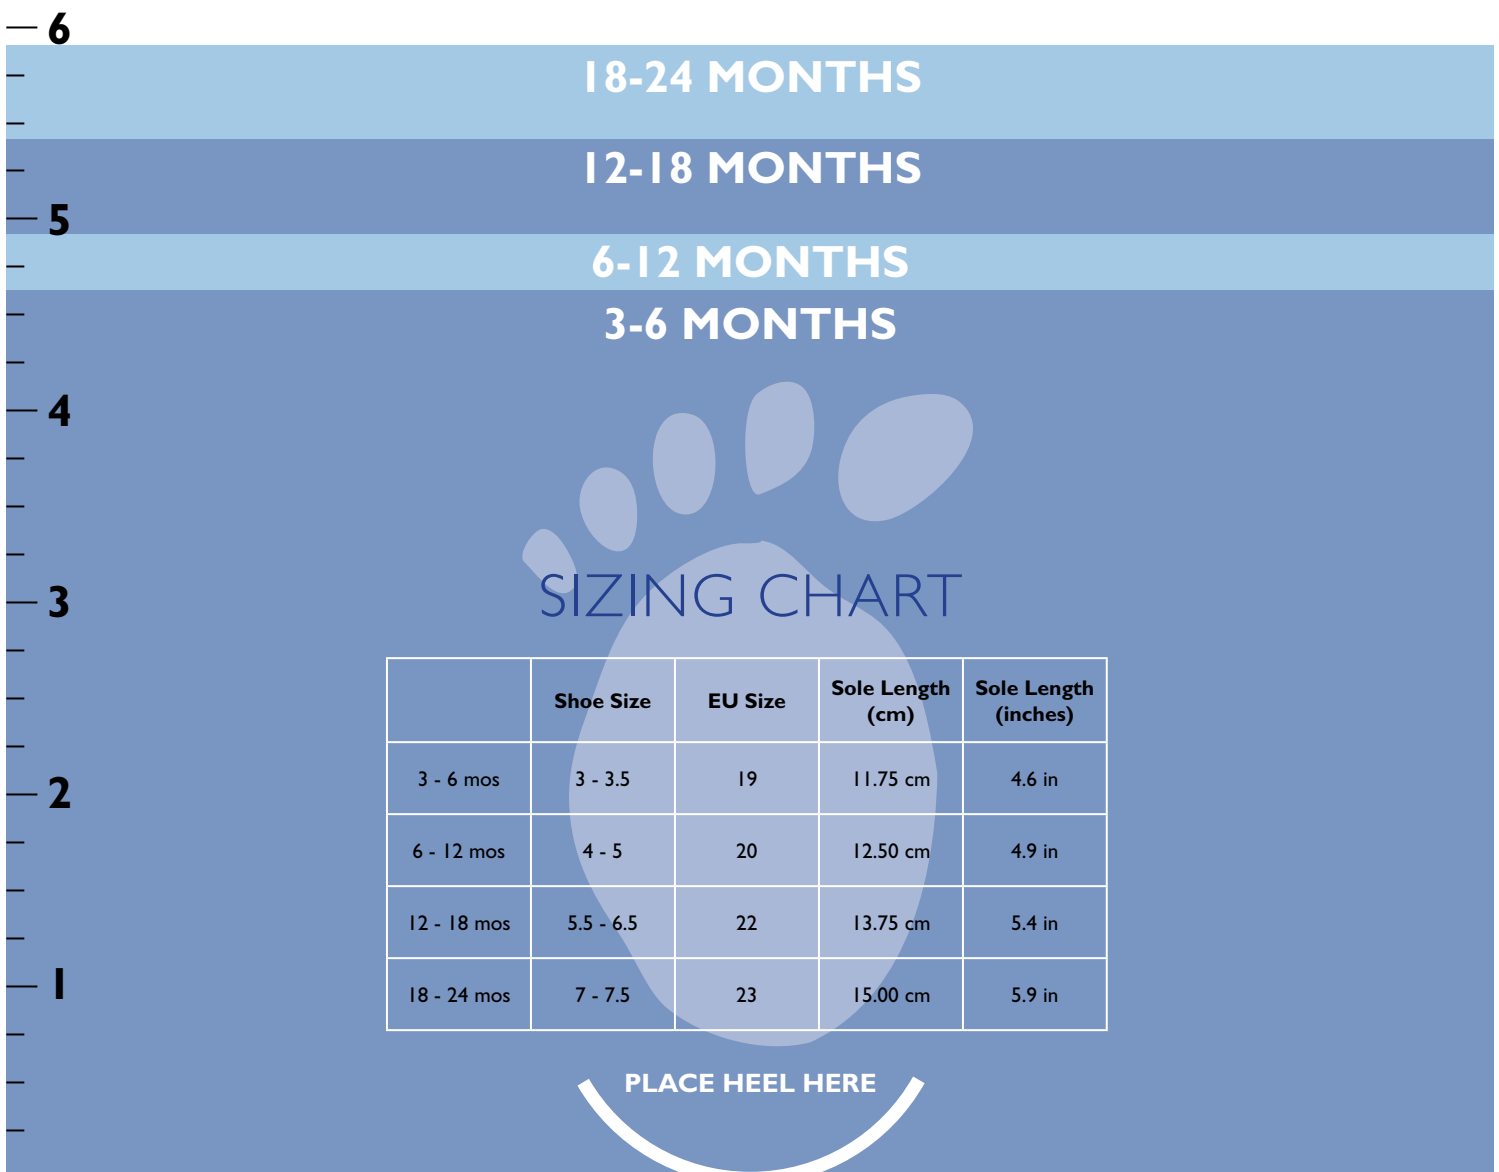 6
18-24 MONTHS
12-18 MONTHS
5
6-12 MONTHS
3-6 MONTHS
4
3
SIZING CHART
Shoe Size EU Size Sole Length (cm) Sole Length (inches)
3 - 6 mos 3 - 3.5 19 11.75 cm 4.6 in
2
6 - 12 mos 4 - 5 20 12.50 cm 4.9 in
12 - 18 mos 5.5 - 6.5 22 13.75 cm 5.4 in
1
18 - 24 mos 7 - 7.5 23 15.00 cm 5.9 in
PLACE HEEL HERE